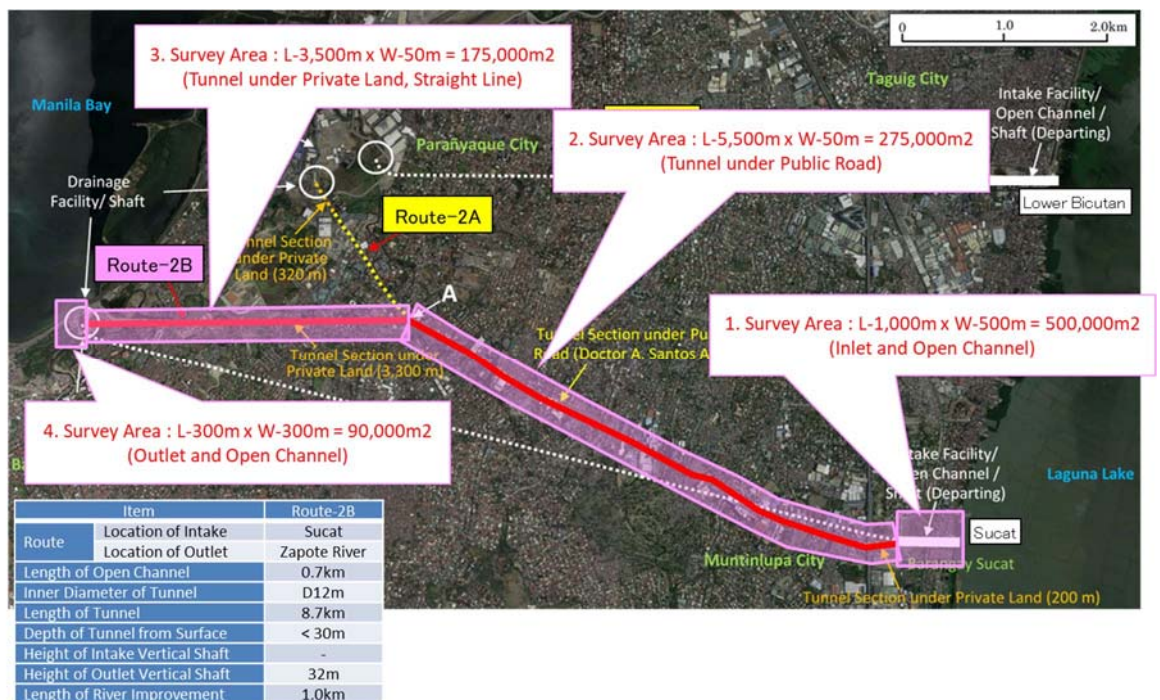 3. Survey Area : L-3,500m x W-50m = 175,000m2
(Tunnel under Private Land, Straight Line)
0 1.0 2.0km
Manila Bay
Taguig City
Intake Facility/
Open Channel /
Shaft (Departing)
Parañyaque City
2. Survey Area : L-5,500m x W-50m = 275,000m2
(Tunnel under Public Road)
Drainage
Facility/ Shaft
Lower Bicutan
Route-2A
Section
Private
Land (320 m)
Route-2B
A
Tunnel Section under
Private Land (3,300 m)
Section under
Road (Doctor A. Santos
1. Survey Area : L-1,000m x W-500m = 500,000m2
(Inlet and Open Channel)
4. Survey Area : L-300m x W-300m = 90,000m2
(Outlet and Open Channel)
Facility/
Channel /
(Departing)
Laguna Lake
Sucat
Muntinlupa City
Barangay Sucat
Tunnel Section under Private Land (200 m)
Item Route-2B
Route Location of Intake Sucat
Location of Outlet Zapote River
Length of Open Channel 0.7km
Inner Diameter of Tunnel D12m
Length of Tunnel 8.7km
Depth of Tunnel from Surface < 30m
Height of Intake Vertical Shaft -
Height of Outlet Vertical Shaft 32m
Length of River Improvement 1.0km